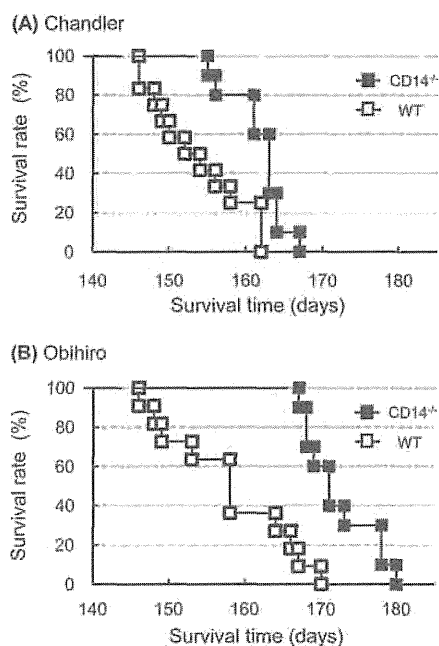 (A) Chandler
Survival rate (%)
100
80
60
40
20
0
CD14-/-
WT
140 150 160 170 180
Survival time (days)
(B) Obihiro
Survival rate (%)
100
80
60
40
20
0
CD14-/-
WT
140 150 160 170 180
Survival time (days)